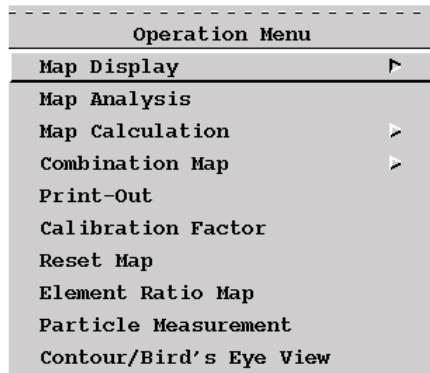 Operation Menu
Map Display
Map Analysis
Map Calculation
Combination Map
Print-Out
Calibration Factor
Reset Map
Element Ratio Map
Particle Measurement
Contour/Bird's Eye View